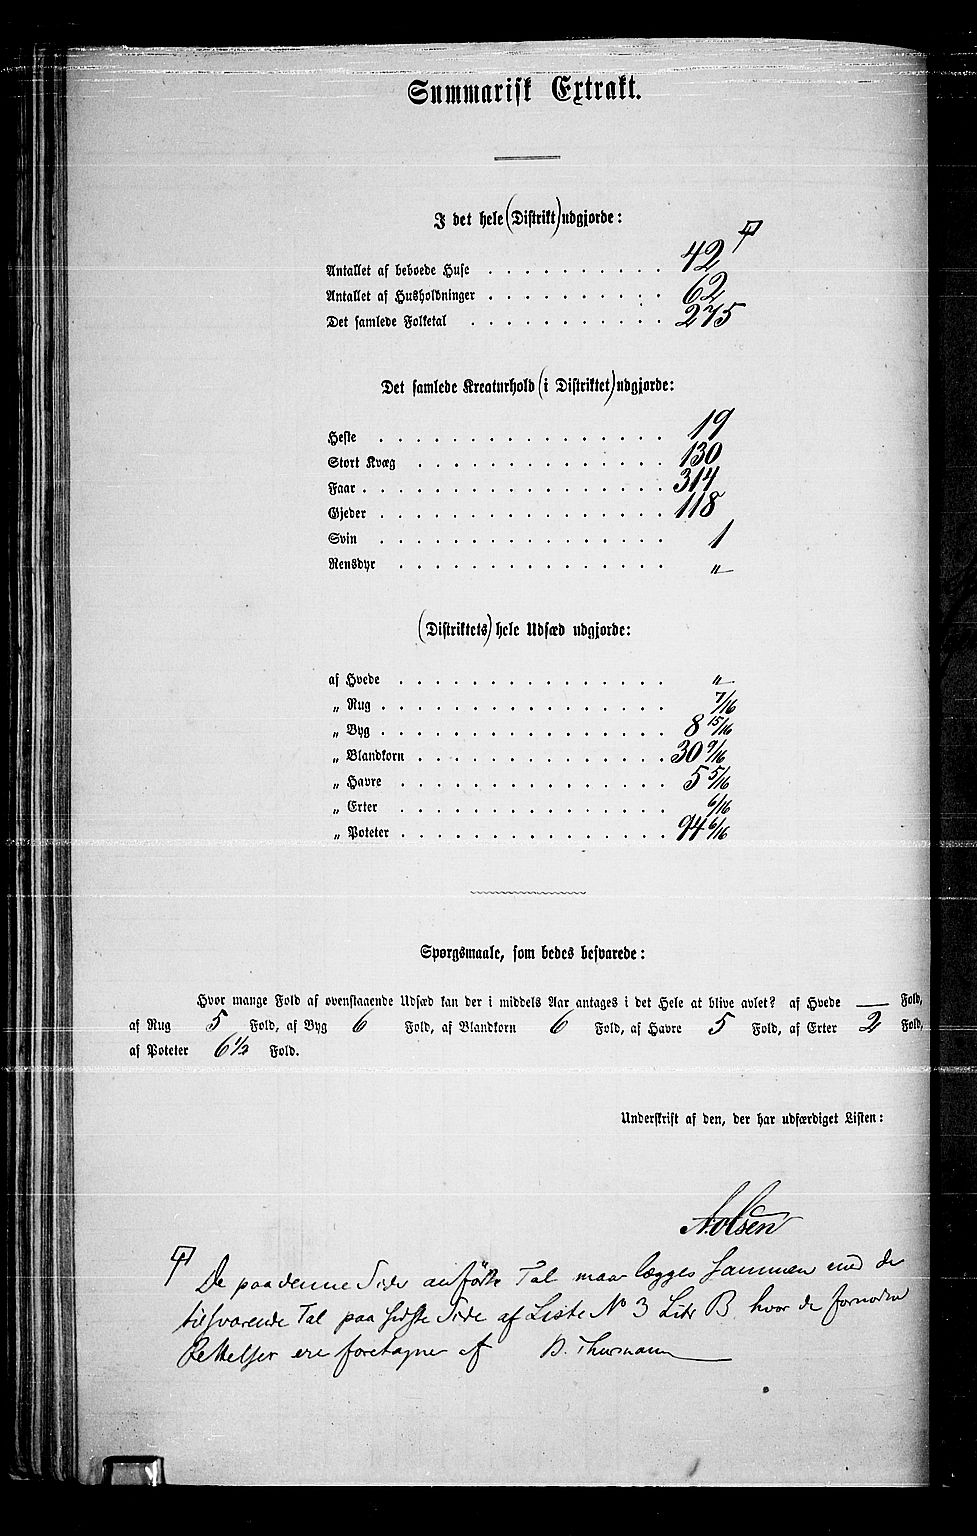 Summarisk Extrakt.
I det hele (Distrikt) udgjorde:
Antallet af beboede Huse . . . . . . . . . . 42
Antallet af Husholdninger . . . . . . . . . . 62
Det samlede Folketal . . . . . . . . . . . 275
Det samlede Kreaturhold (i Distriktet) udgjorde:
Heste . . . . . . . . . . . . . . . . 19
Stort Kvæg . . . . . . . . . . . . . . 130
Faar . . . . . . . . . . . . . . . . . 314
Gjeder . . . . . . . . . . . . . . . . 118
Svin . . . . . . . . . . . . . . . . 1
Rensdyr . . . . . . . . . . . . . . . "
(Distriktets) hele Udsæd udgjorde:
af Hvede . . . . . . . . . . . . . . . "
„ Rug . . . . . . . . . . . . . . . . 7/16
„ Byg . . . . . . . . . . . . . . . . 8 15/16
„ Blandkorn . . . . . . . . . . . . . . 30 9/16
„ Havre . . . . . . . . . . . . . . . 5 5/16
„ Erter . . . . . . . . . . . . . . . 6/16
„ Poteter . . . . . . . . . . . . . . . 94 6/16
Spørgsmaale, som bedes besvarede:
Hvor mange Fold af ovenstaaende Udsæd kan der i middels Aar antages i det Hele at blive avlet? af Hvede — Fold,
af Rug 5 Fold, af Byg 6 Fold, af Blandkorn 6 Fold, af Havre 5 Fold, af Erter 2 Fold,
af Poteter 6 1/2 Fold.
Underskrift af den, der har udfærdiget Listen:
De paa denne Side anførte Tal maa lægges sammen med de
tilsvarende Tal paa sidste Side af Liste No 3 Litr B, hvor de fornødne
Rettelser ere foretagne af B. Thurmann